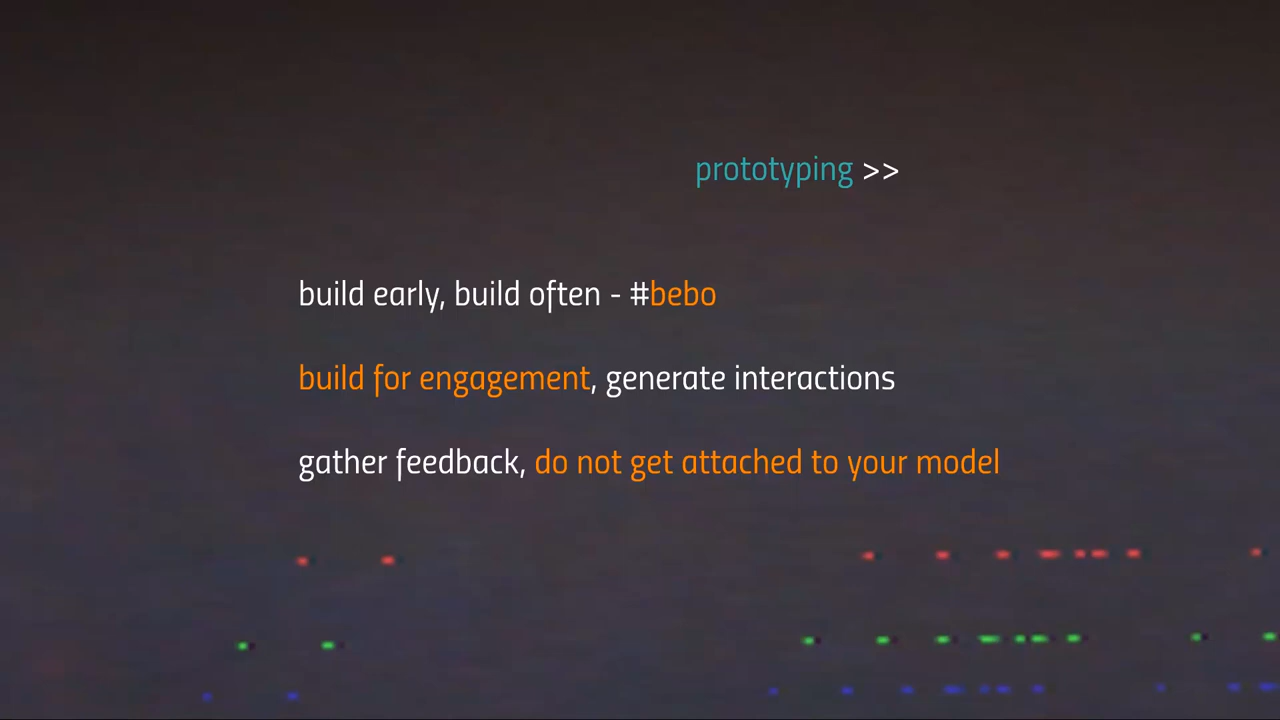 prototyping >>
build early, build often - #bebo
build for engagement, generate interactions
gather feedback, do not get attached to your model